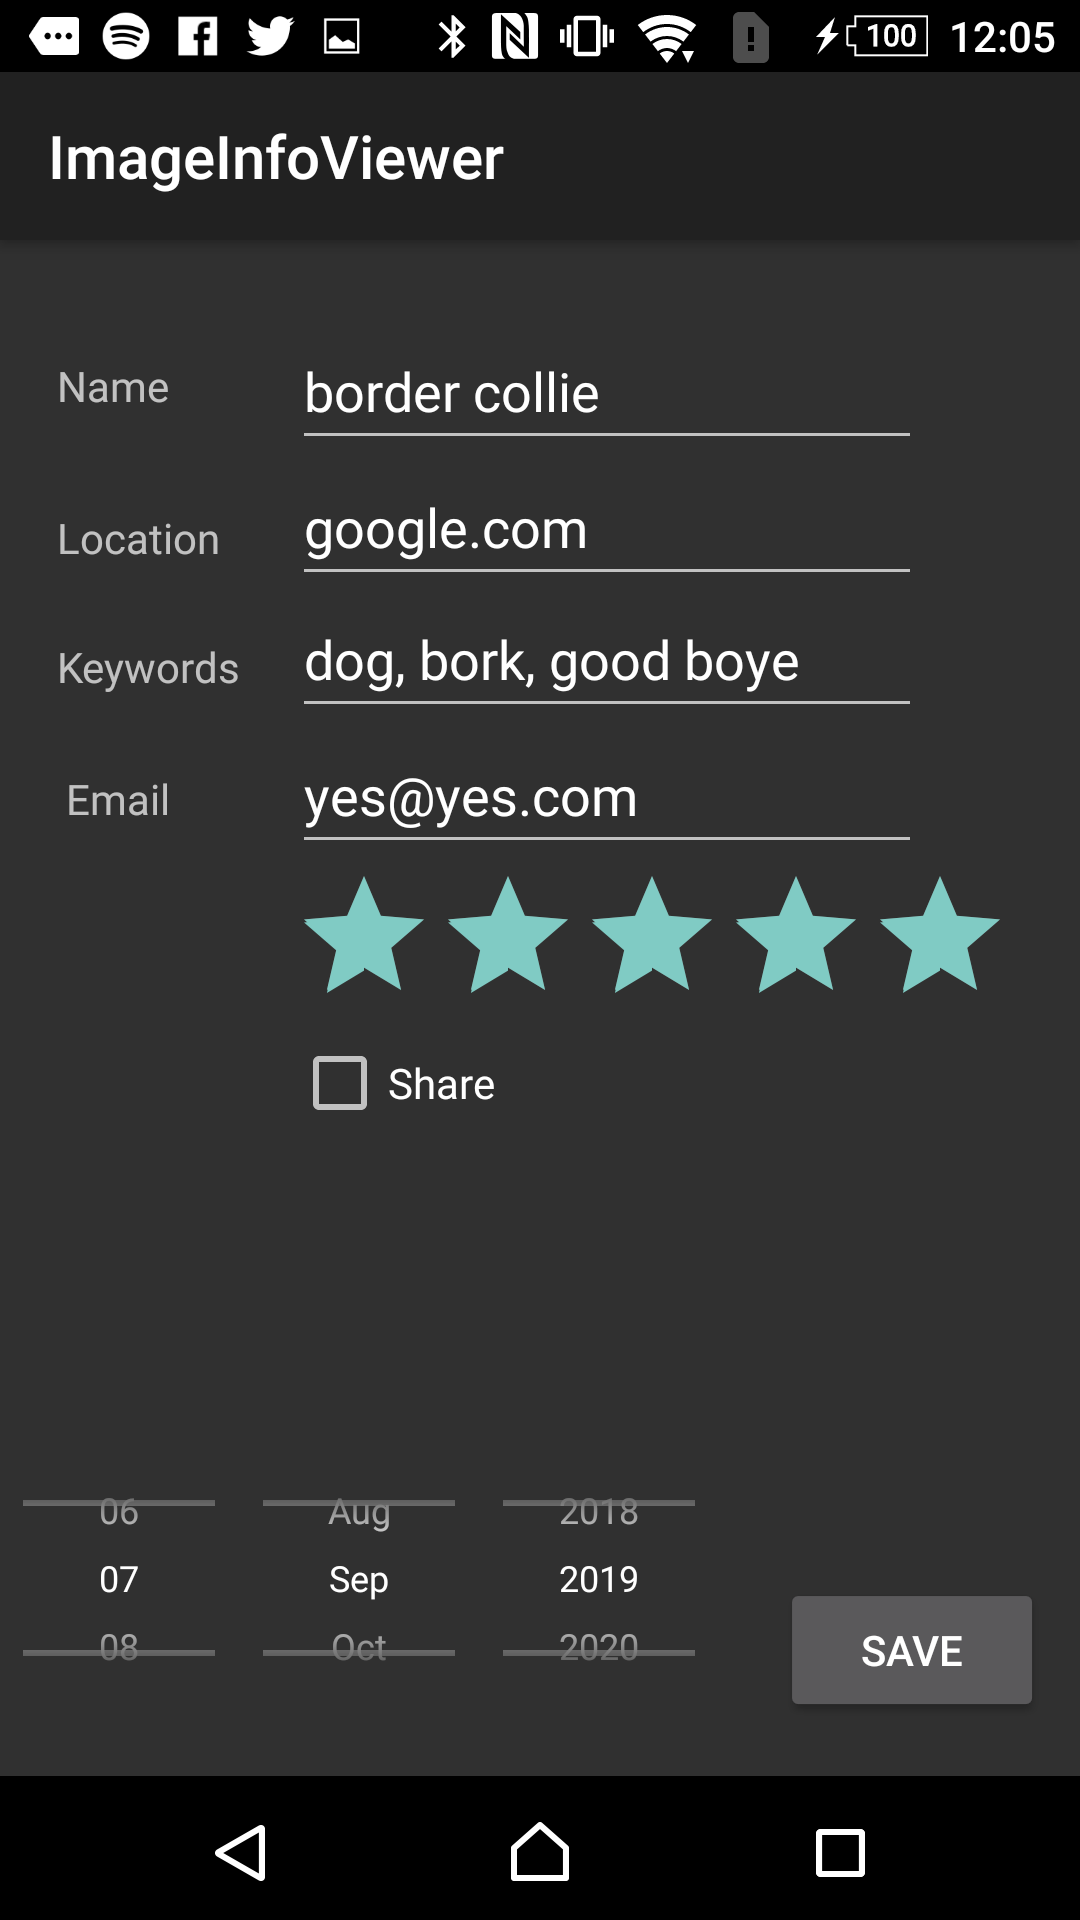 100 12:05
ImageInfoViewer
Name border collie
Location google.com
Keywords dog, bork, good boye
Email yes@yes.com
Share
06 Aug 2018
07 Sep 2019
08 Oct 2020
SAVE